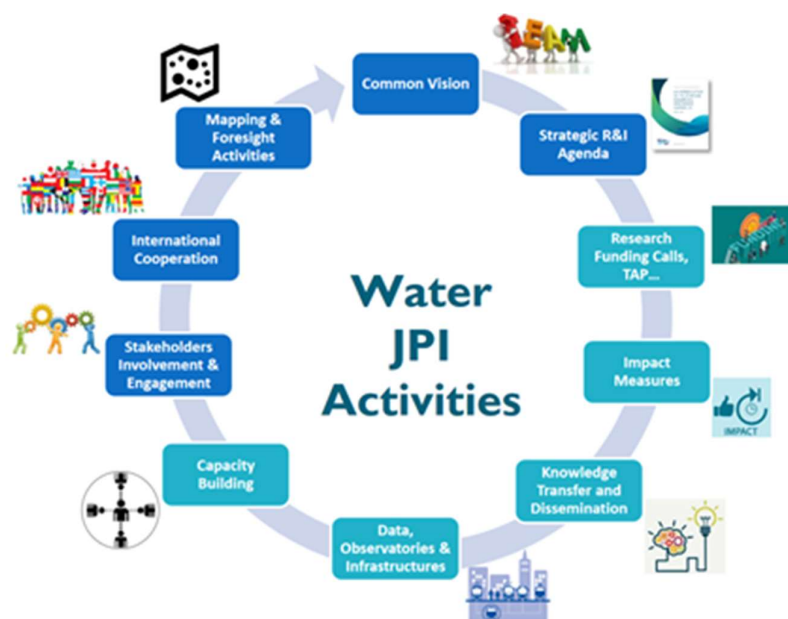 TEAM
Common Vision
Strategic R&I
Agenda
Research
Funding Calls,
TAP...
Impact
Measures
IMPACT
Knowledge
Transfer and
Dissemination
Data,
Observatories &
Infrastructures
Capacity
Building
Stakeholders
Involvement &
Engagement
International
Cooperation
Mapping &
Foresight
Activities
Water
JPI
Activities